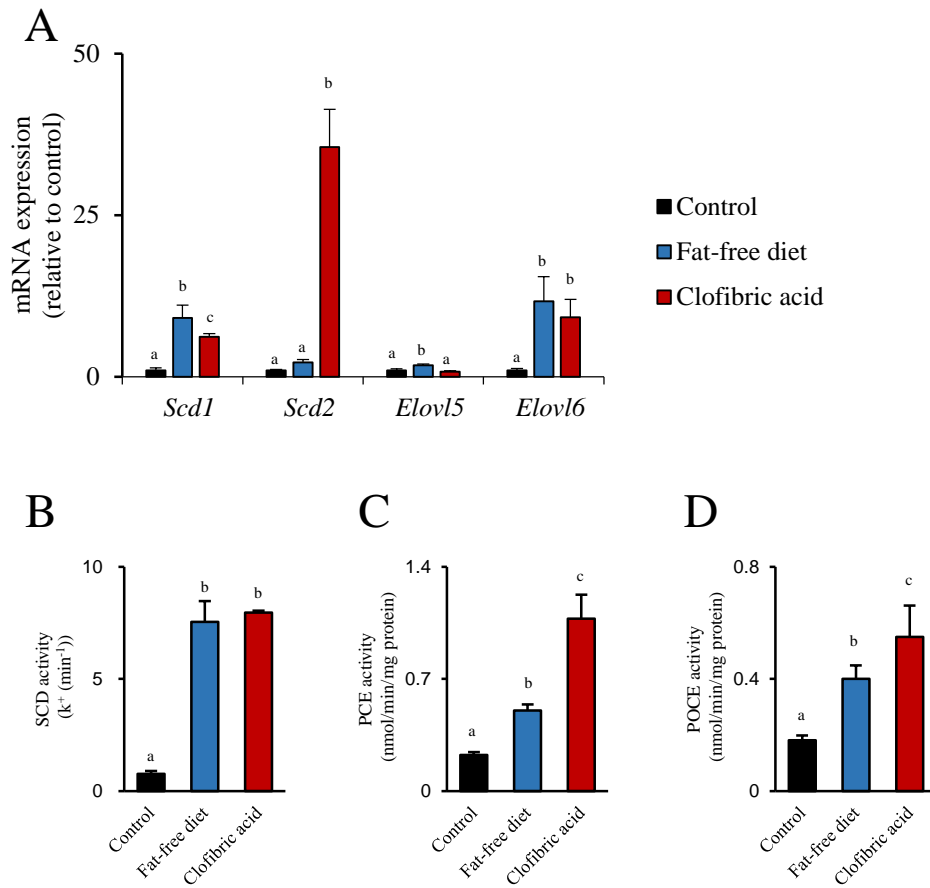 A
50
25
0
mRNA expression
(relative to control)
a b c
a a b
a b a
a b b
Scd1 Scd2 Elovl5 Elovl6
Control
Fat-free diet
Clofibric acid
B
10
5
0
SCD activity
(k⁺ (min⁻¹))
a b b
Control Fat-free diet Clofibric acid
C
1.4
0.7
0
PCE activity
(nmol/min/mg protein)
a b c
Control Fat-free diet Clofibric acid
D
0.8
0.4
0
POCE activity
(nmol/min/mg protein)
a b c
Control Fat-free diet Clofibric acid